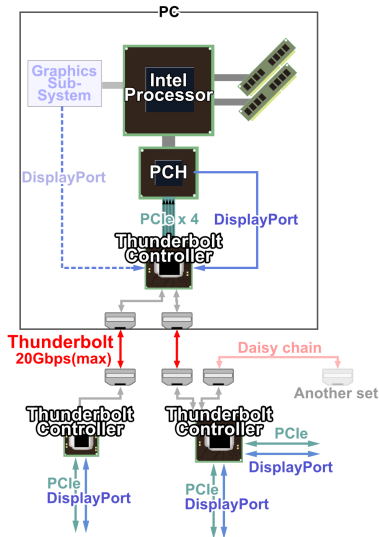 PC
Graphics
Sub-
System
Intel
Processor
DisplayPort
PCH
PCIe x 4
DisplayPort
Thunderbolt
Controller
Thunderbolt
20Gbps(max)
Daisy chain
Another set
Thunderbolt
Controller
Thunderbolt
Controller
PCIe
DisplayPort
PCIe
DisplayPort
PCIe
DisplayPort